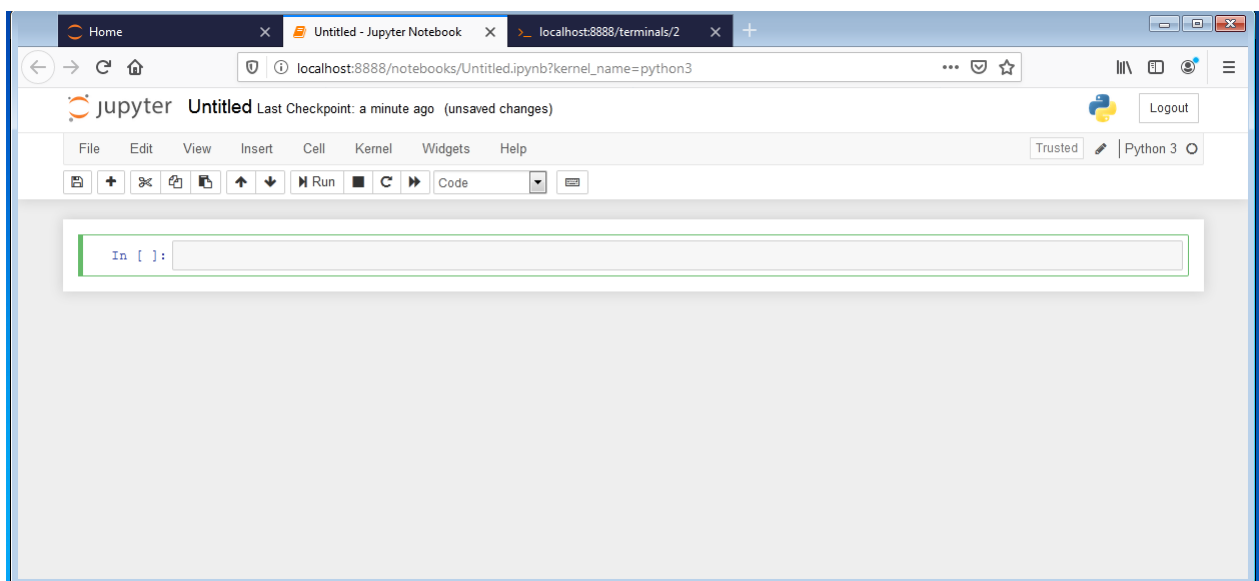 Home
Untitled - Jupyter Notebook
localhost:8888/terminals/2
localhost:8888/notebooks/Untitled.ipynb?kernel_name=python3
jupyter Untitled Last Checkpoint: a minute ago (unsaved changes)
Logout
File Edit View Insert Cell Kernel Widgets Help
Trusted Python 3
Run Code
In [ ]: